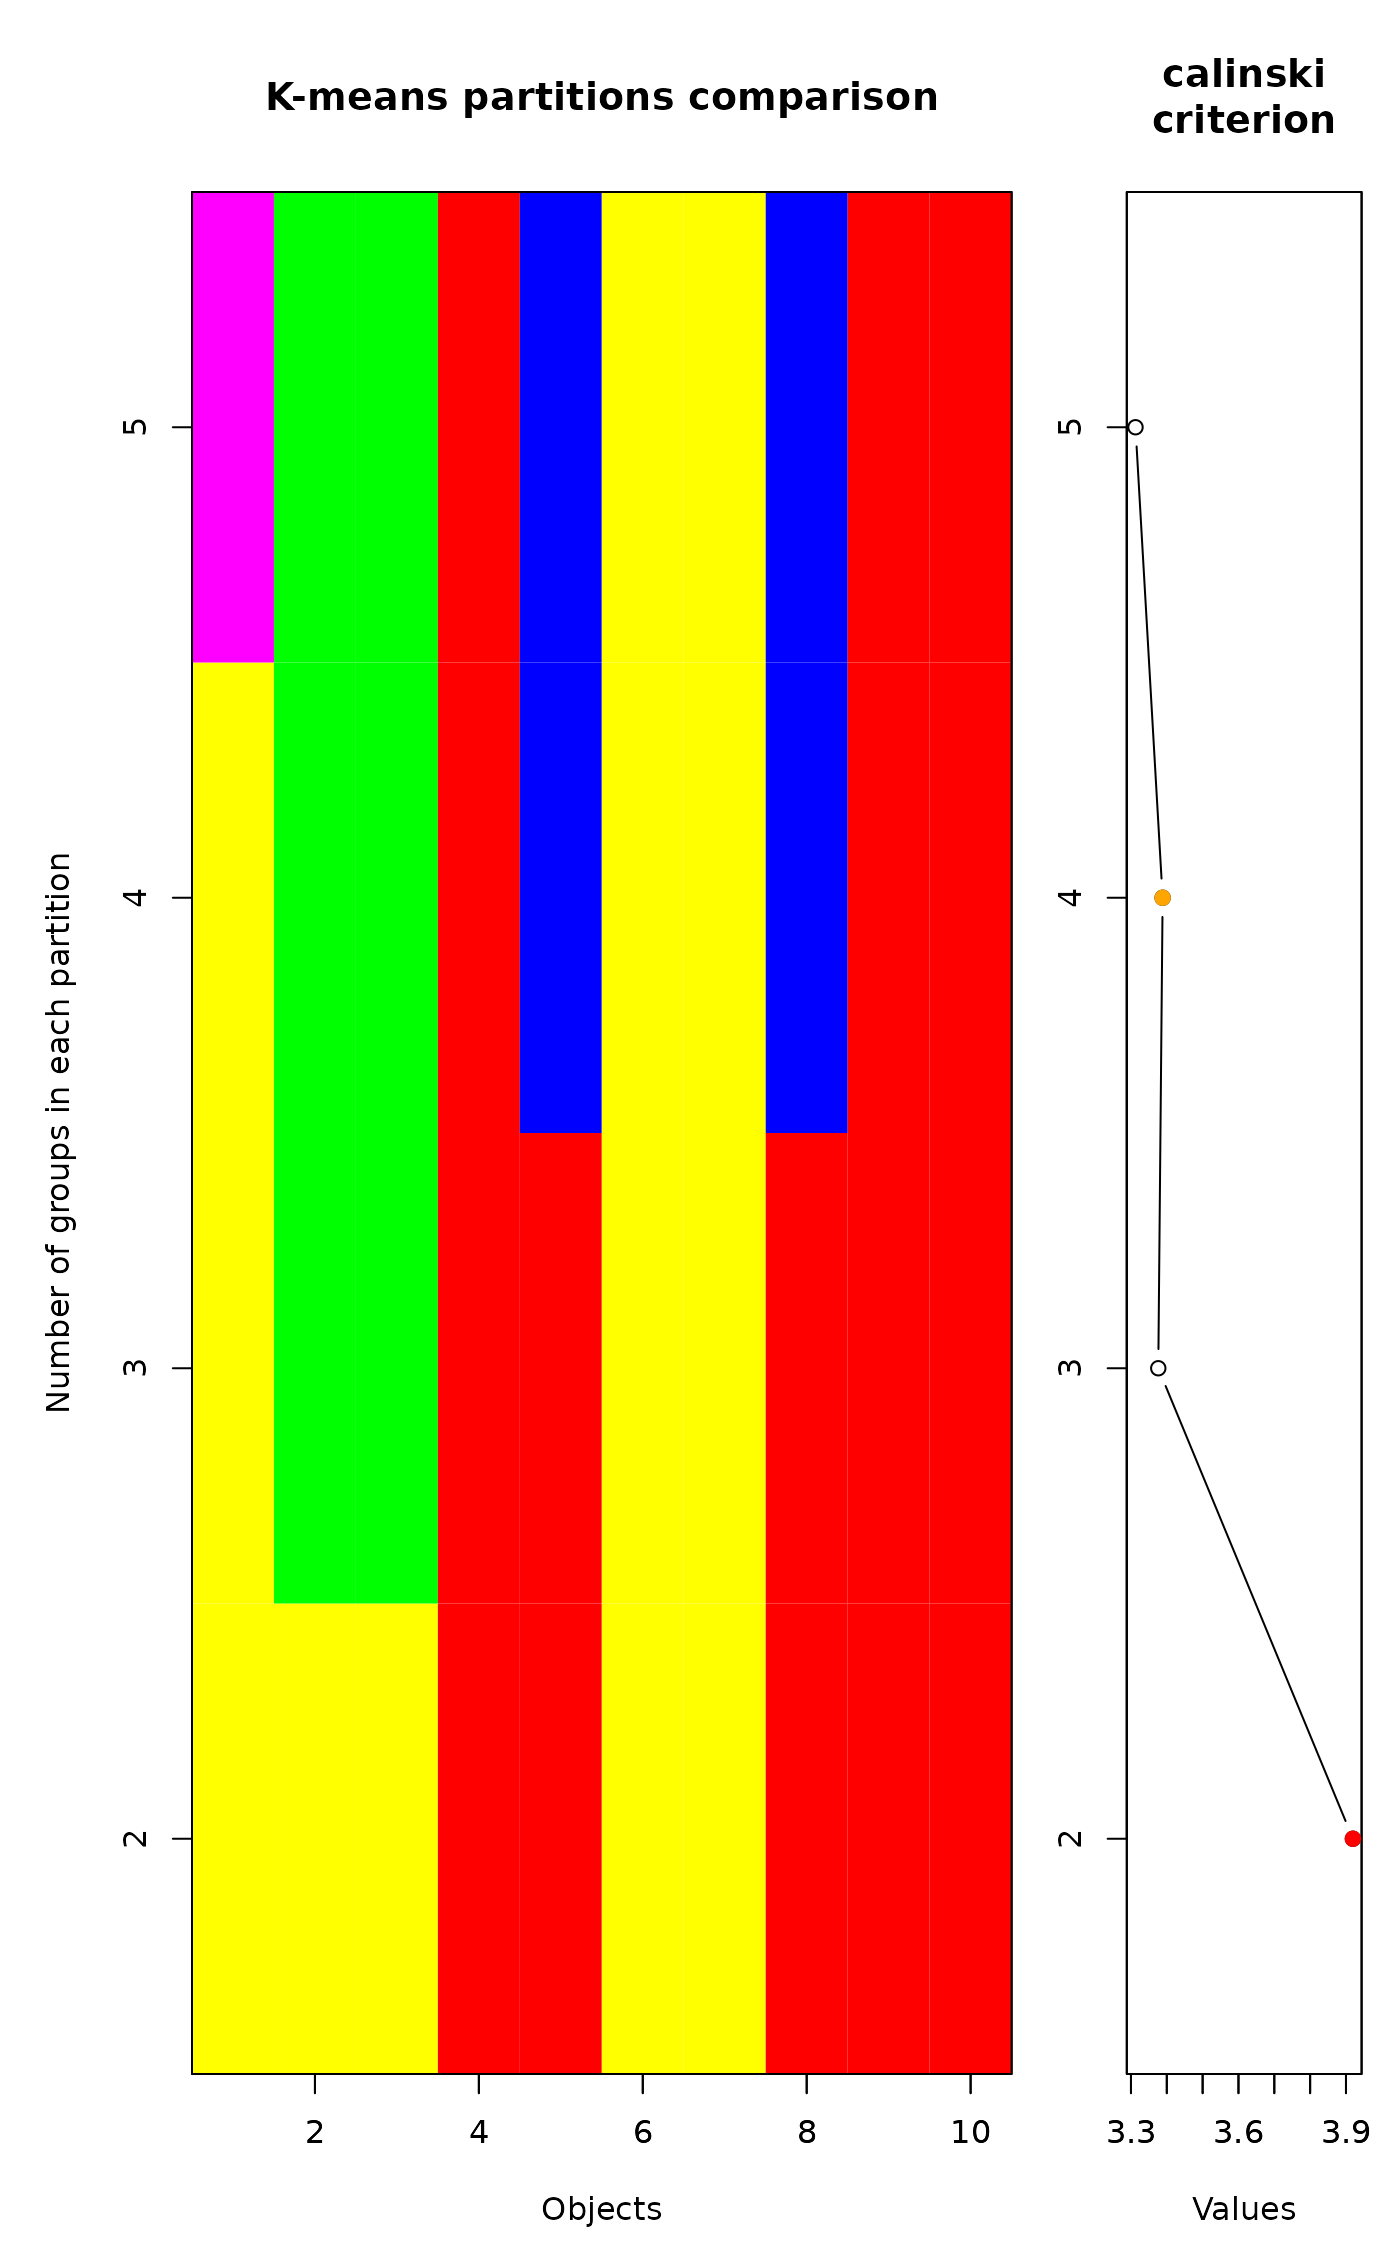 K-means partitions comparison
calinski
criterion
Number of groups in each partition
5
4
3
2
2 4 6 8 10
Objects
5
4
3
2
3.3 3.6 3.9
Values